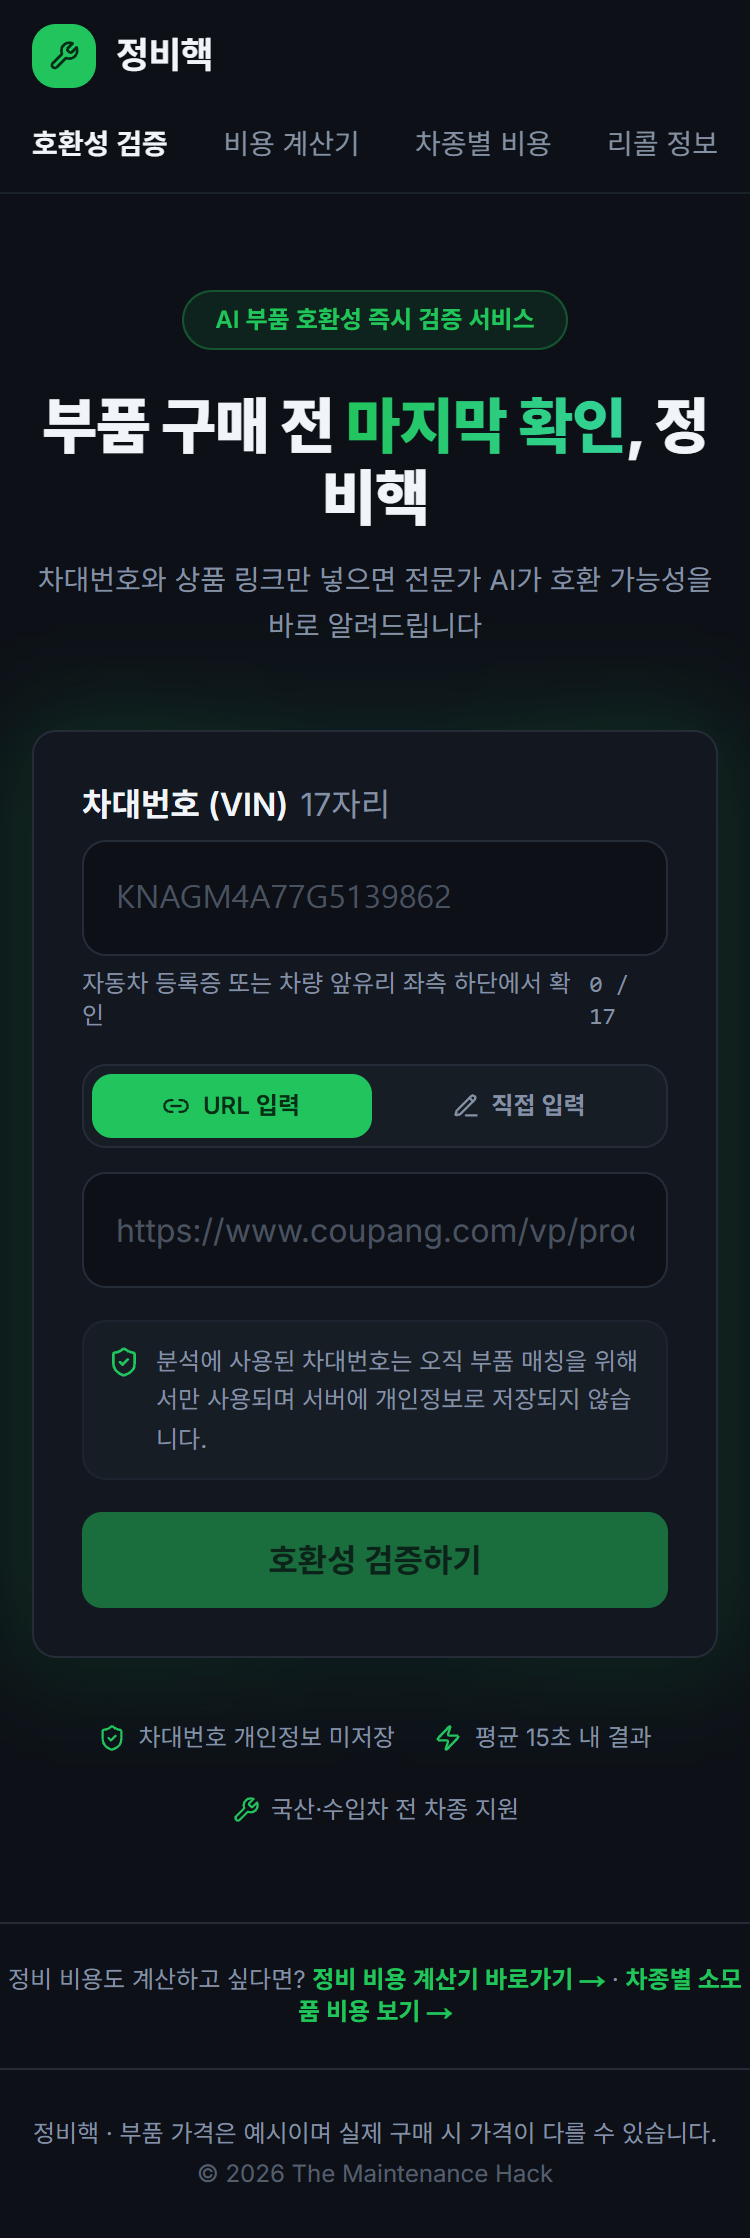 정비핵
호환성 검증 비용 계산기 차종별 비용 리콜 정보
AI 부품 호환성 즉시 검증 서비스
부품 구매 전 마지막 확인, 정
비핵
차대번호와 상품 링크만 넣으면 전문가 AI가 호환 가능성을
바로 알려드립니다
차대번호 (VIN) 17자리
KNAGM4A77G5139862
자동차 등록증 또는 차량 앞유리 좌측 하단에서 확 0 /
인 17
URL 입력 직접 입력
https://www.coupang.com/vp/proc
분석에 사용된 차대번호는 오직 부품 매칭을 위해
서만 사용되며 서버에 개인정보로 저장되지 않습
니다.
호환성 검증하기
차대번호 개인정보 미저장 평균 15초 내 결과
국산·수입차 전 차종 지원
정비 비용도 계산하고 싶다면? 정비 비용 계산기 바로가기 → · 차종별 소모
품 비용 보기 →
정비핵 · 부품 가격은 예시이며 실제 구매 시 가격이 다를 수 있습니다.
© 2026 The Maintenance Hack